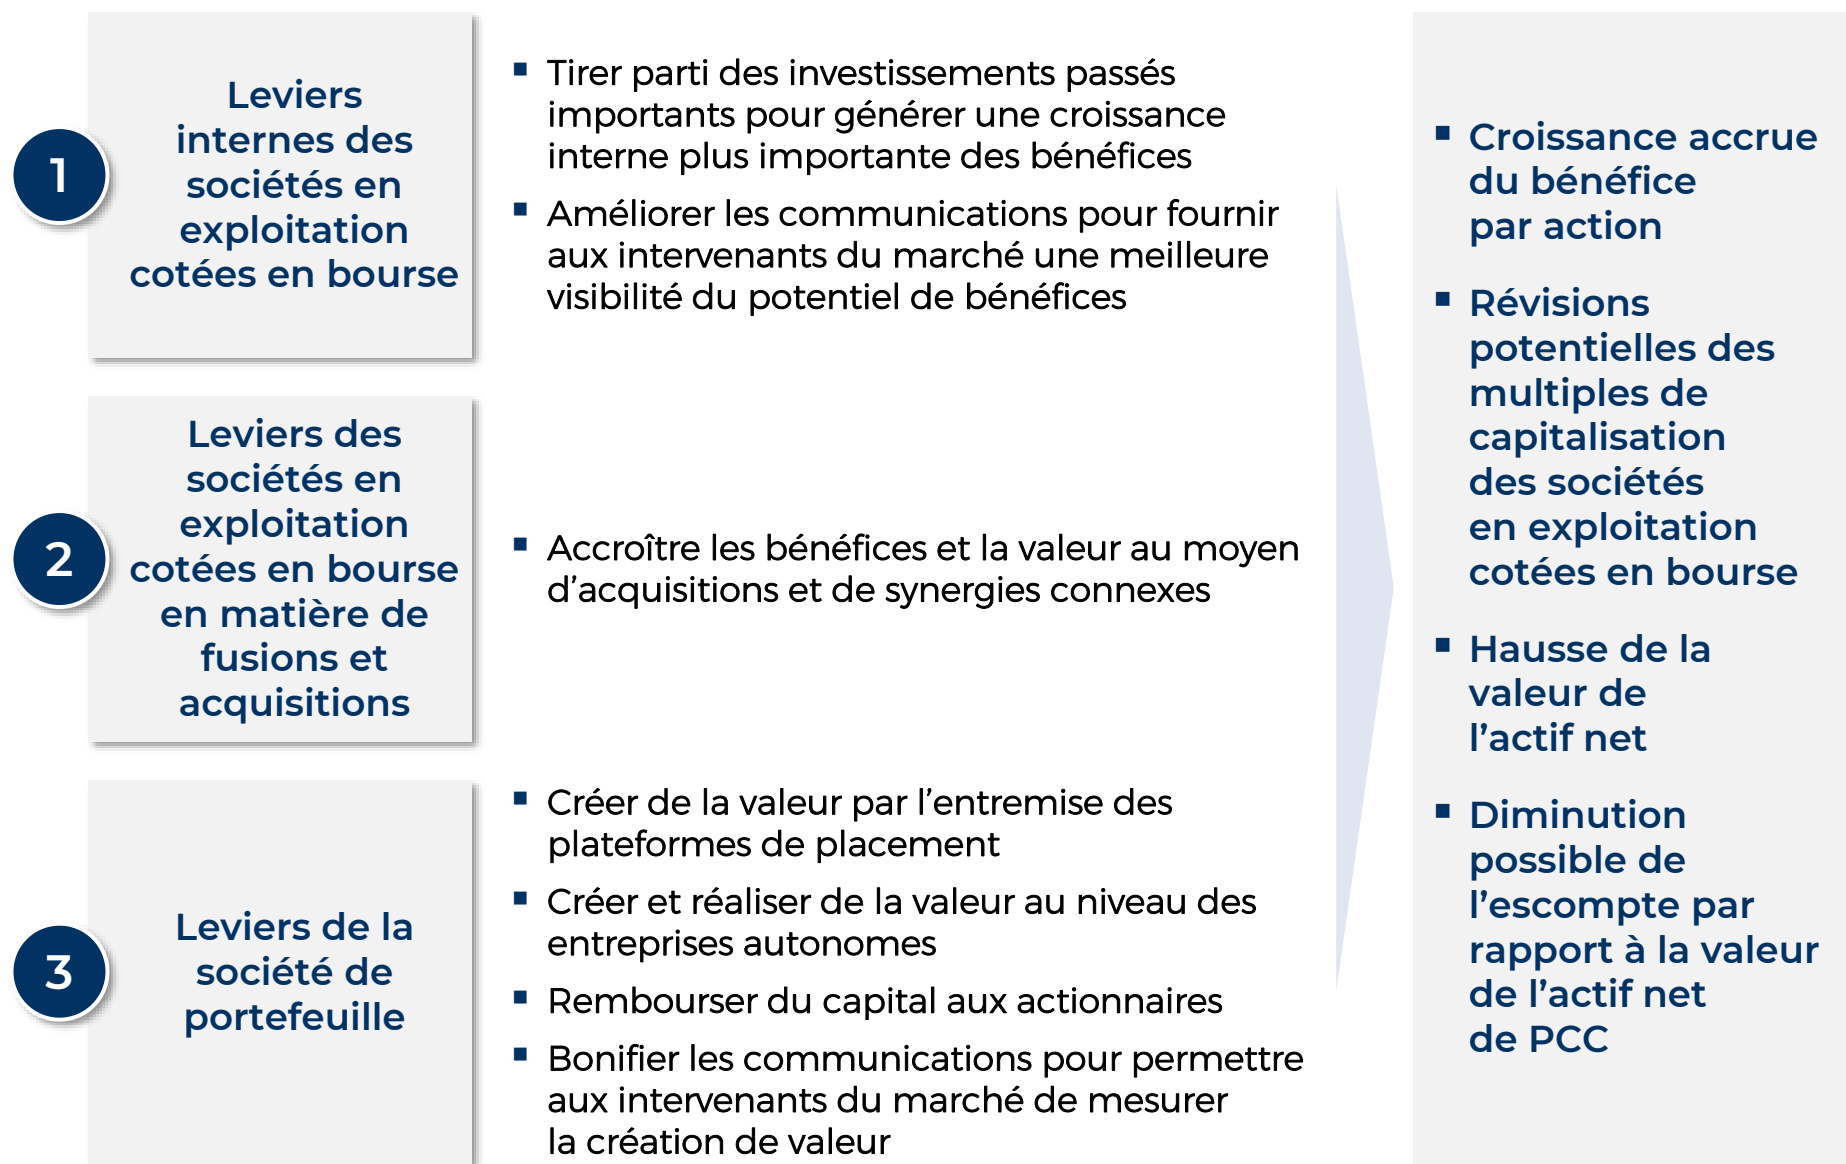 1
Leviers
internes des
sociétés en
exploitation
cotées en bourse
▪ Tirer parti des investissements passés
importants pour générer une croissance
interne plus importante des bénéfices
▪ Améliorer les communications pour fournir
aux intervenants du marché une meilleure
visibilité du potentiel de bénéfices
2
Leviers des
sociétés en
exploitation
cotées en bourse
en matière de
fusions et
acquisitions
▪ Accroître les bénéfices et la valeur au moyen
d’acquisitions et de synergies connexes
3
Leviers de la
société de
portefeuille
▪ Créer de la valeur par l’entremise des
plateformes de placement
▪ Créer et réaliser de la valeur au niveau des
entreprises autonomes
▪ Rembourser du capital aux actionnaires
▪ Bonifier les communications pour permettre
aux intervenants du marché de mesurer
la création de valeur
▪ Croissance accrue
du bénéfice
par action
▪ Révisions
potentielles des
multiples de
capitalisation
des sociétés
en exploitation
cotées en bourse
▪ Hausse de la
valeur de
l’actif net
▪ Diminution
possible de
l’escompte par
rapport à la valeur
de l’actif net
de PCC